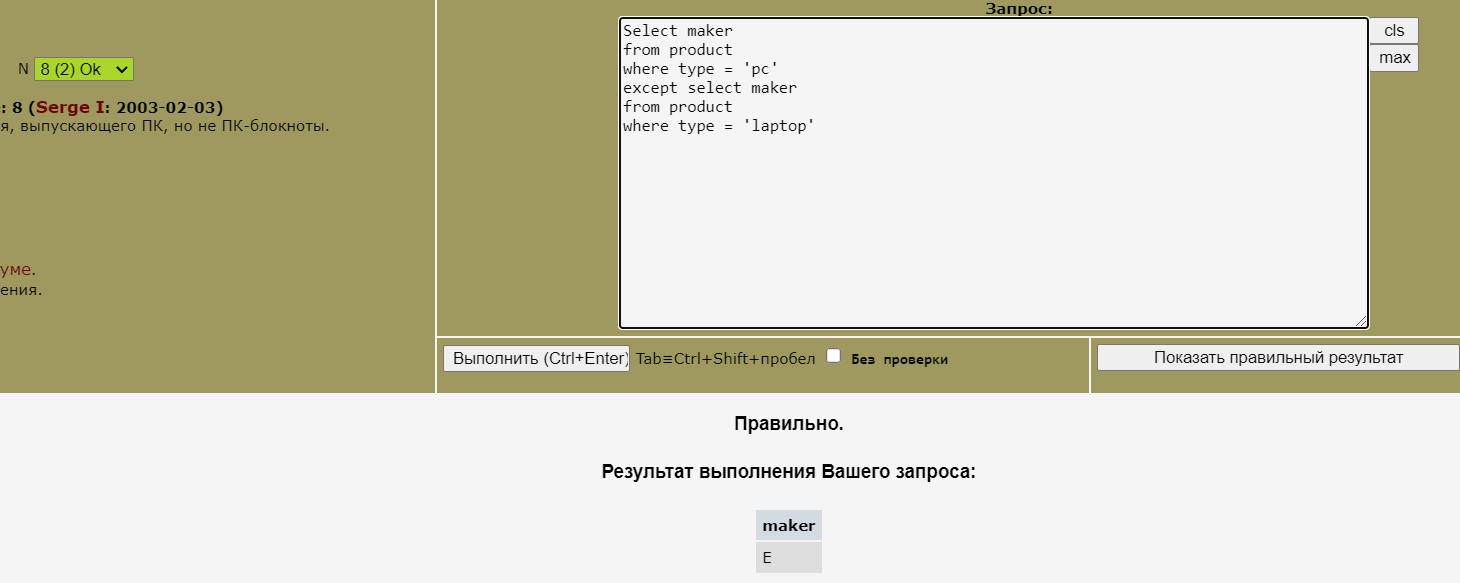 Запрос:
Select maker
from product
where type = 'pc'
except select maker
from product
where type = 'laptop'
cls
max
N 8 (2) Ok
: 8 (Serge I: 2003-02-03)
я, выпускающего ПК, но не ПК-блокноты.
уме.
ения.
Выполнить (Ctrl+Enter) Tab≡Ctrl+Shift+пробел Без проверки
Показать правильный результат
Правильно.
Результат выполнения Вашего запроса:
maker
E